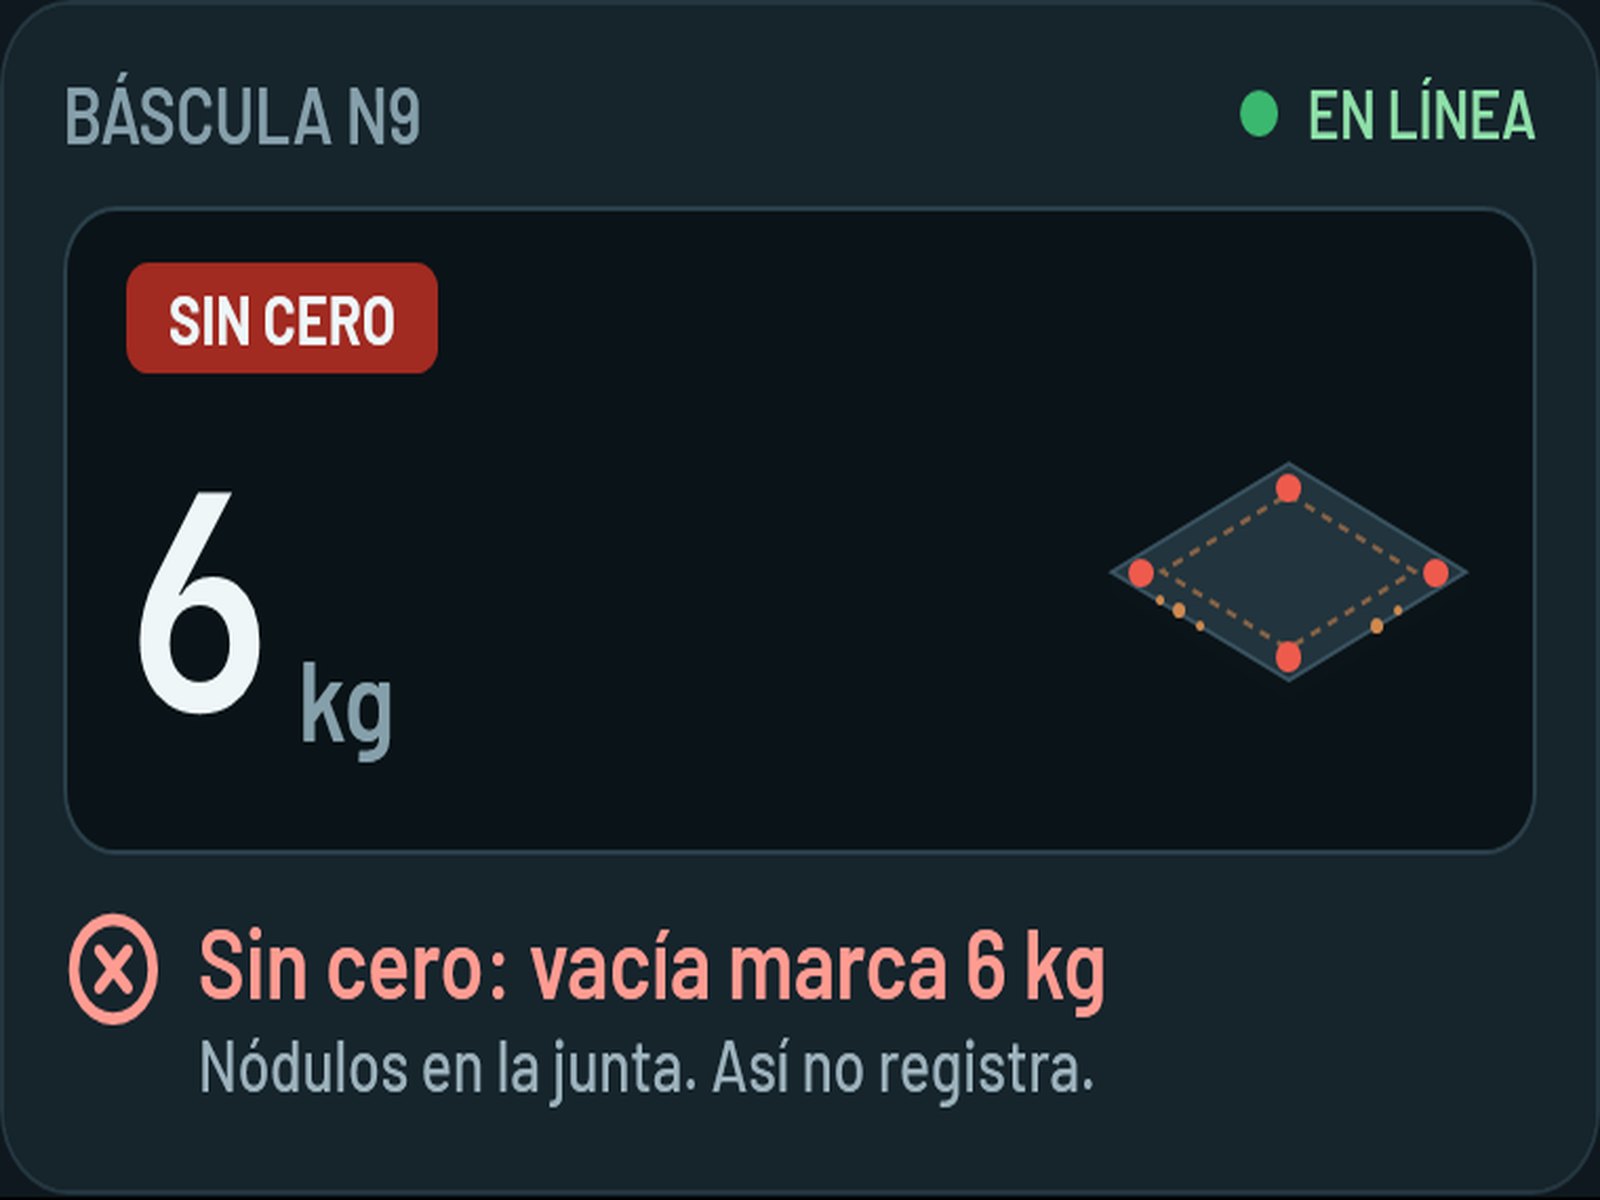 BÁSCULA N9
EN LÍNEA
SIN CERO
6 kg
Sin cero: vacía marca 6 kg
Nódulos en la junta. Así no registra.